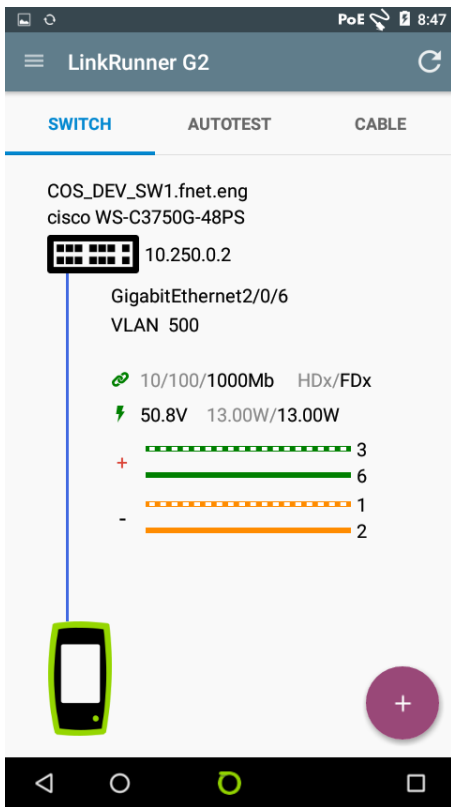 PoE 8:47
LinkRunner G2
SWITCH AUTOTEST CABLE
COS_DEV_SW1.fnet.eng
cisco WS-C3750G-48PS
10.250.0.2
GigabitEthernet2/0/6
VLAN 500
10/100/1000Mb HDx/FDx
50.8V 13.00W/13.00W
+ 3
6
- 1
2
+